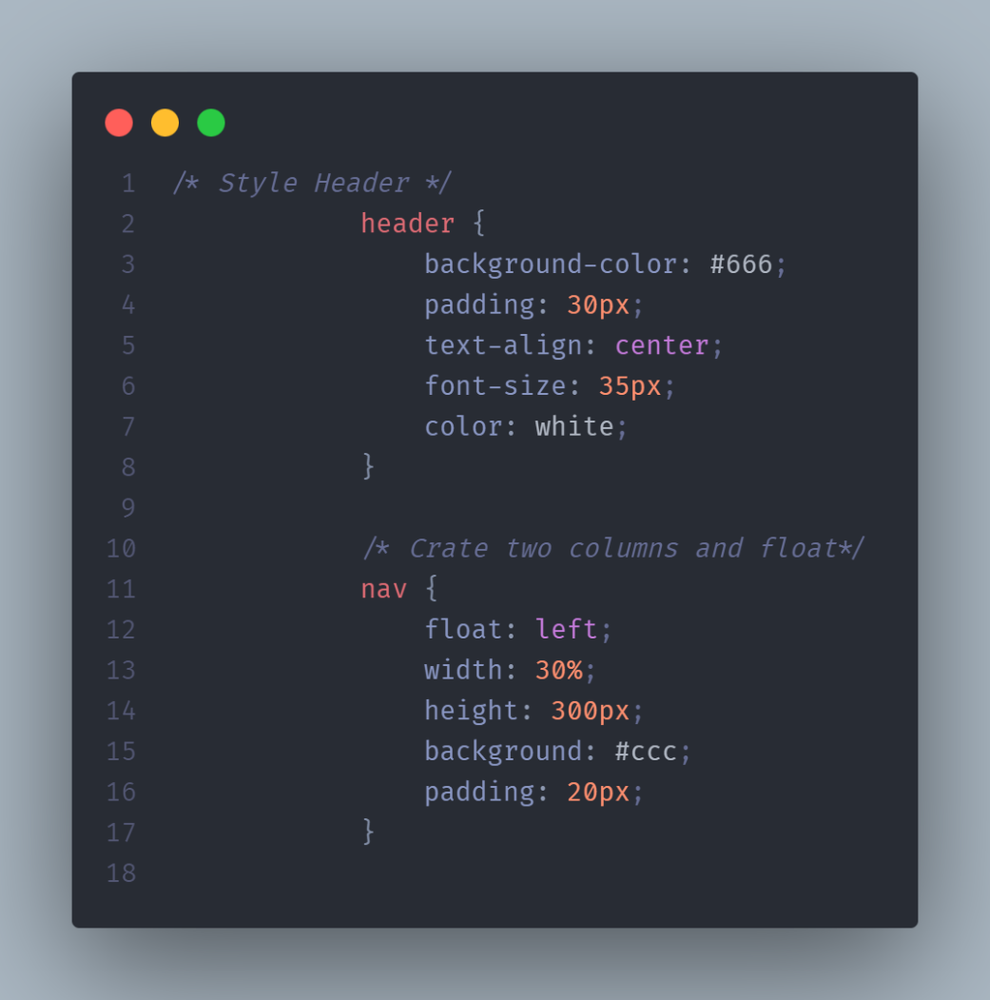 1 /* Style Header */
2 header {
3 background-color: #666;
4 padding: 30px;
5 text-align: center;
6 font-size: 35px;
7 color: white;
8 }
9
10 /* Crate two columns and float*/
11 nav {
12 float: left;
13 width: 30%;
14 height: 300px;
15 background: #ccc;
16 padding: 20px;
17 }
18